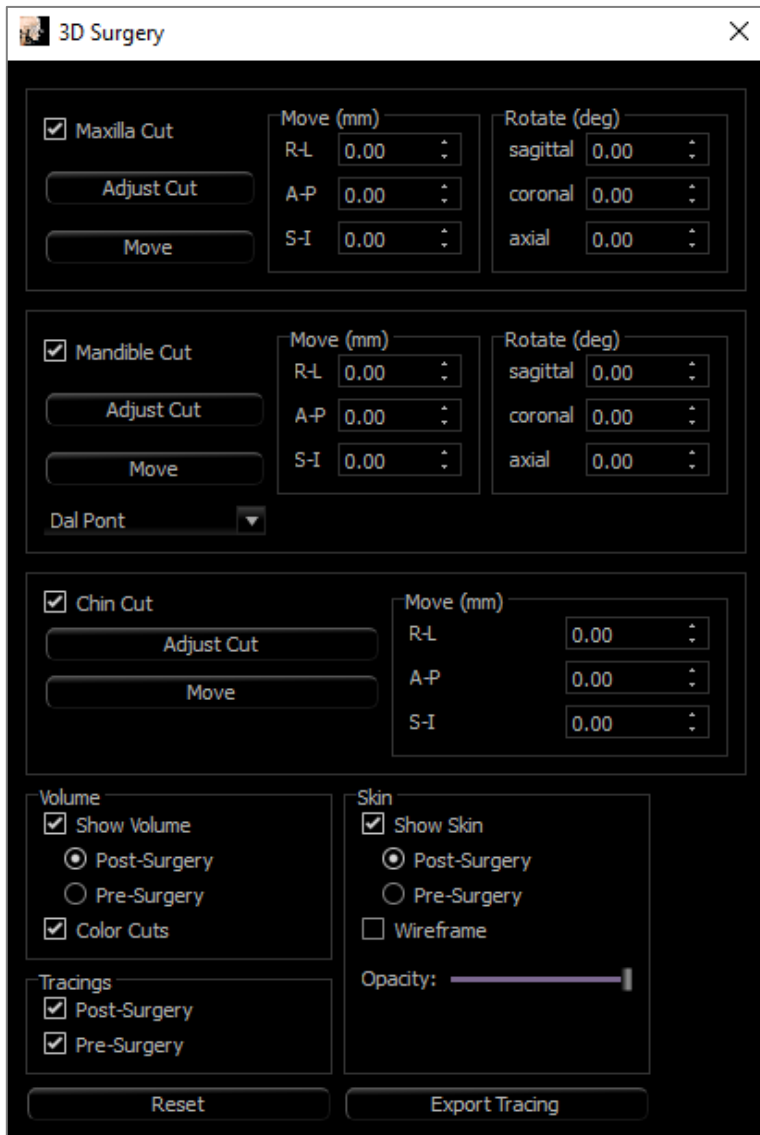 3D Surgery
Maxilla Cut
Adjust Cut
Move
Move (mm)
R-L 0.00
A-P 0.00
S-I 0.00
Rotate (deg)
sagittal 0.00
coronal 0.00
axial 0.00
Mandible Cut
Adjust Cut
Move
Dal Pont
Move (mm)
R-L 0.00
A-P 0.00
S-I 0.00
Rotate (deg)
sagittal 0.00
coronal 0.00
axial 0.00
Chin Cut
Adjust Cut
Move
Move (mm)
R-L 0.00
A-P 0.00
S-I 0.00
Volume
Show Volume
Post-Surgery
Pre-Surgery
Color Cuts
Tracings
Post-Surgery
Pre-Surgery
Skin
Show Skin
Post-Surgery
Pre-Surgery
Wireframe
Opacity:
Reset
Export Tracing